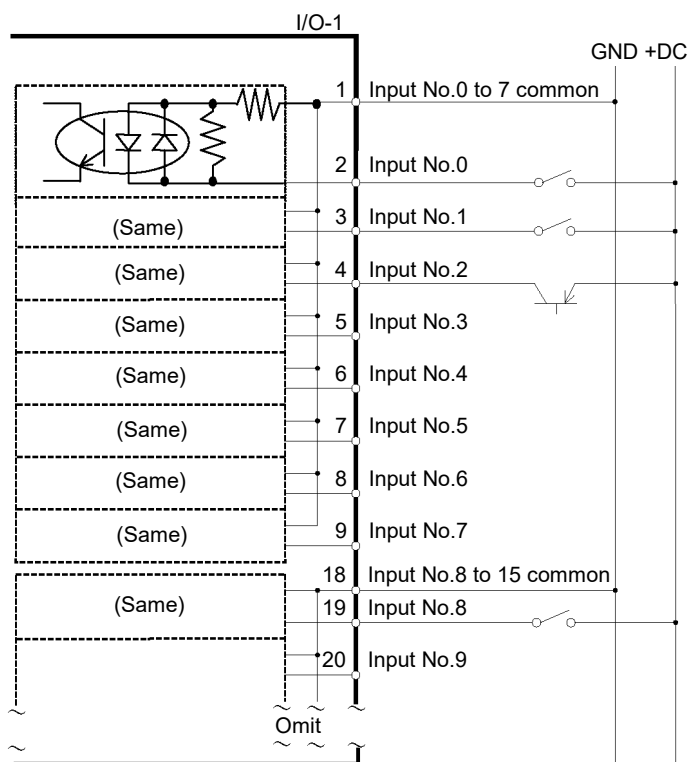 I/O-1
GND +DC
1 Input No.0 to 7 common
2 Input No.0
(Same) 3 Input No.1
(Same) 4 Input No.2
(Same) 5 Input No.3
(Same) 6 Input No.4
(Same) 7 Input No.5
(Same) 8 Input No.6
(Same) 9 Input No.7
18 Input No.8 to 15 common
(Same) 19 Input No.8
20 Input No.9
Omit